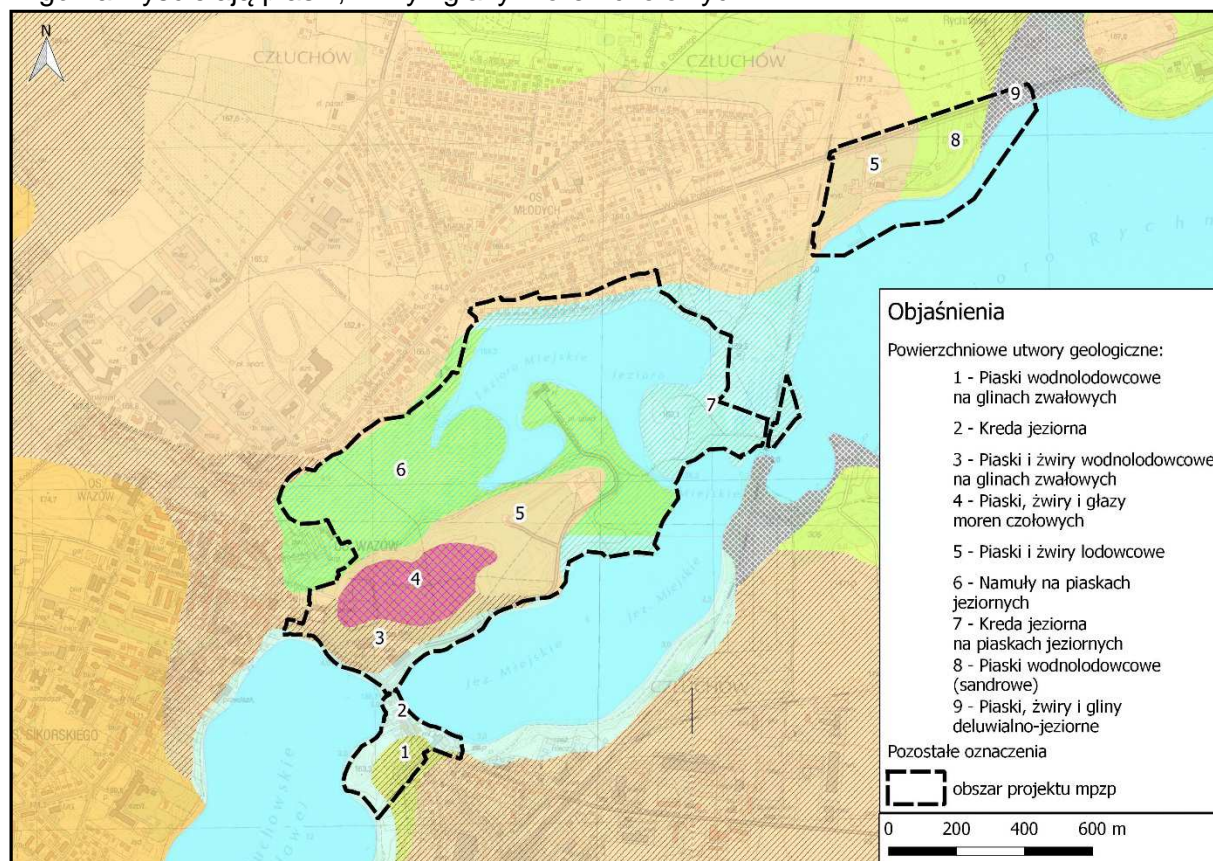 N
CZŁUCHÓW
CZŁUCHÓW
OS.
MŁODYCH
Jezioro Miejskie
Jezioro
OS.
WAZÓW
WAZÓW
SIKORSKIEGO
Jez. Miejskie
CZŁUCHÓW
9
8
5
7
6
5
4
3
2
1
Objaśnienia
Powierzchniowe utwory geologiczne:
1 - Piaski wodnolodowcowe
na glinach zwałowych
2 - Kreda jeziorna
3 - Piaski i żwiry wodnolodowcowe
na glinach zwałowych
4 - Piaski, żwiry i głazy
moren czołowych
5 - Piaski i żwiry lodowcowe
6 - Namuły na piaskach
jeziornych
7 - Kreda jeziorna
na piaskach jeziornych
8 - Piaski wodnolodowcowe
(sandrowe)
9 - Piaski, żwiry i gliny
deluwialno-jeziorne
Pozostałe oznaczenia
obszar projektu mpzp
0 200 400 600 m